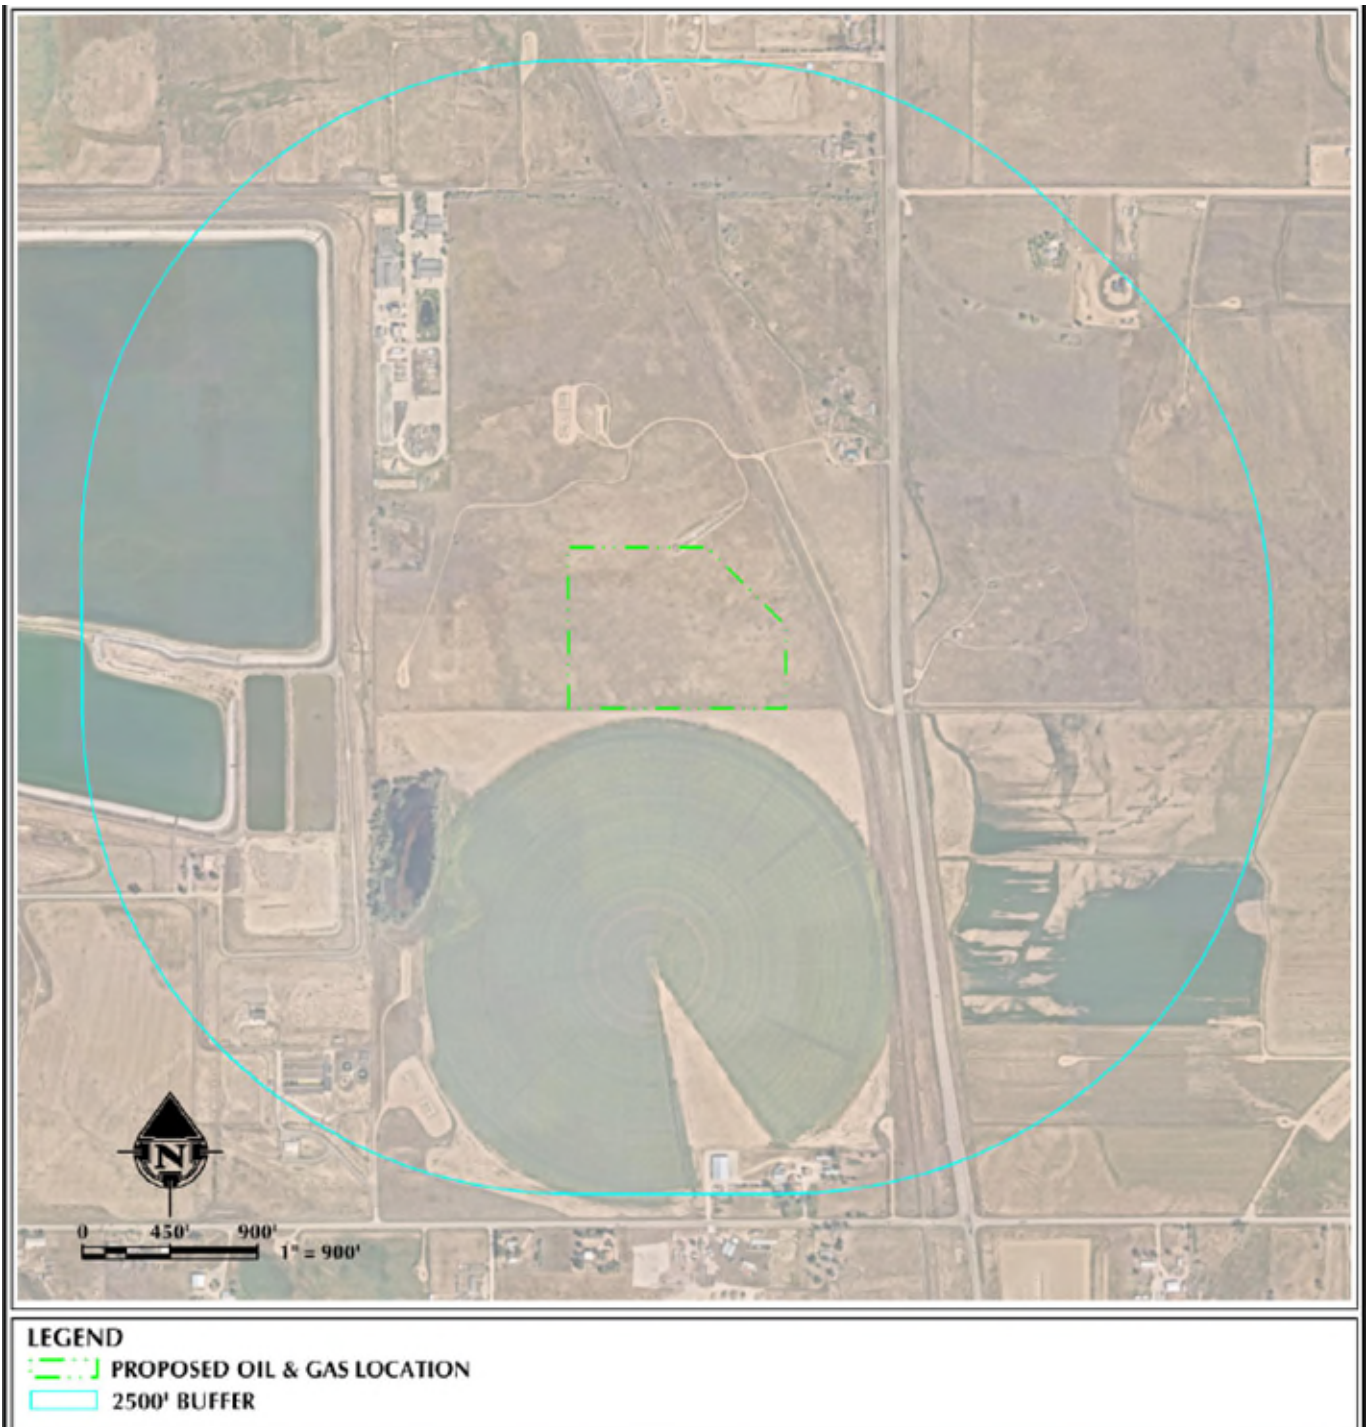 N
0 450' 900'
1" = 900'
LEGEND
PROPOSED OIL & GAS LOCATION
2500' BUFFER